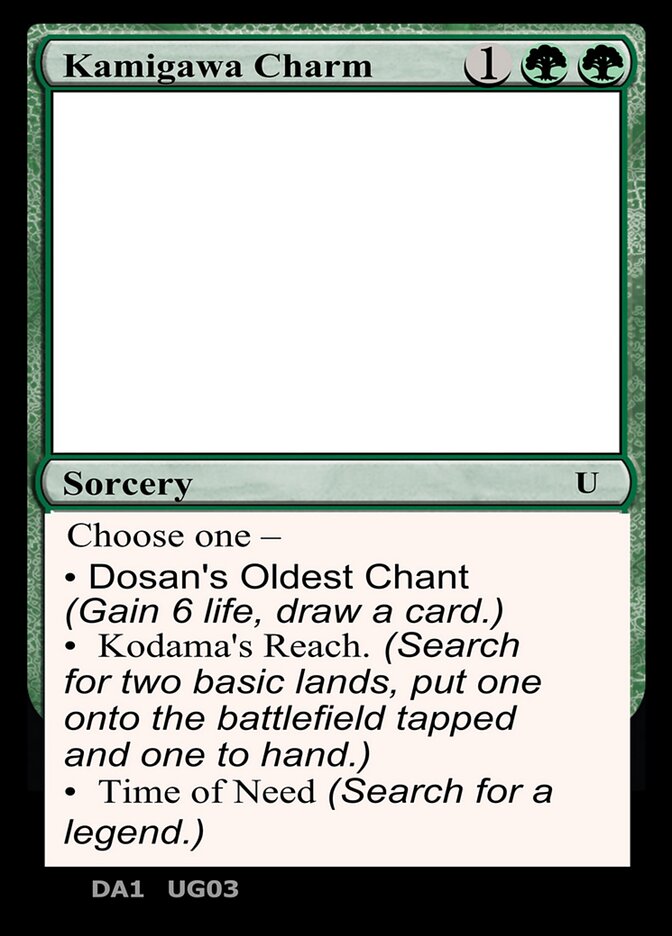 Kamigawa Charm 1
Sorcery U
Choose one –
• Dosan's Oldest Chant
(Gain 6 life, draw a card.)
• Kodama's Reach. (Search
for two basic lands, put one
onto the battlefield tapped
and one to hand.)
• Time of Need (Search for a
legend.)
DA1 UG03